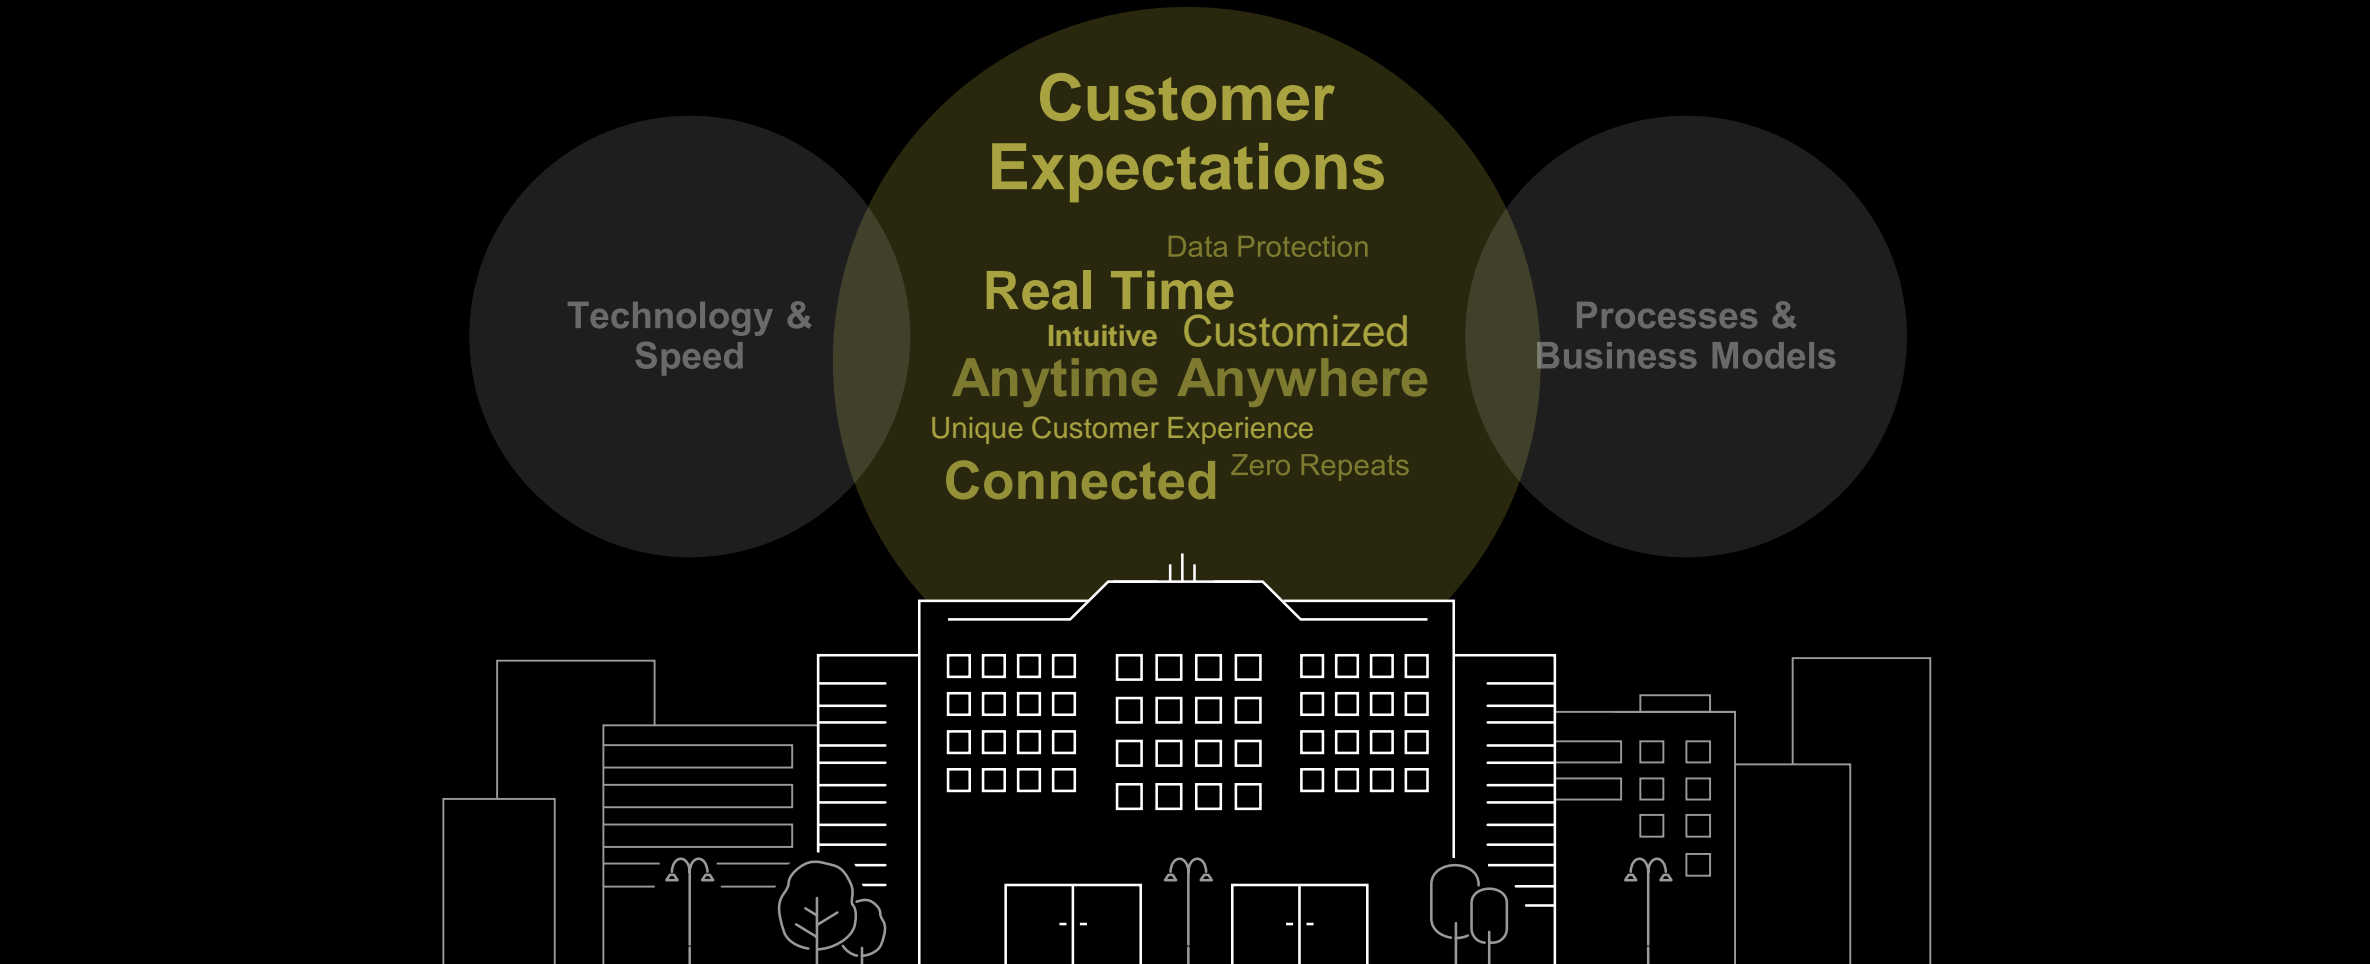 Customer
Expectations
Technology &
Speed
Data Protection
Real Time
Intuitive Customized
Anytime Anywhere
Unique Customer Experience
Connected Zero Repeats
Processes &
Business Models